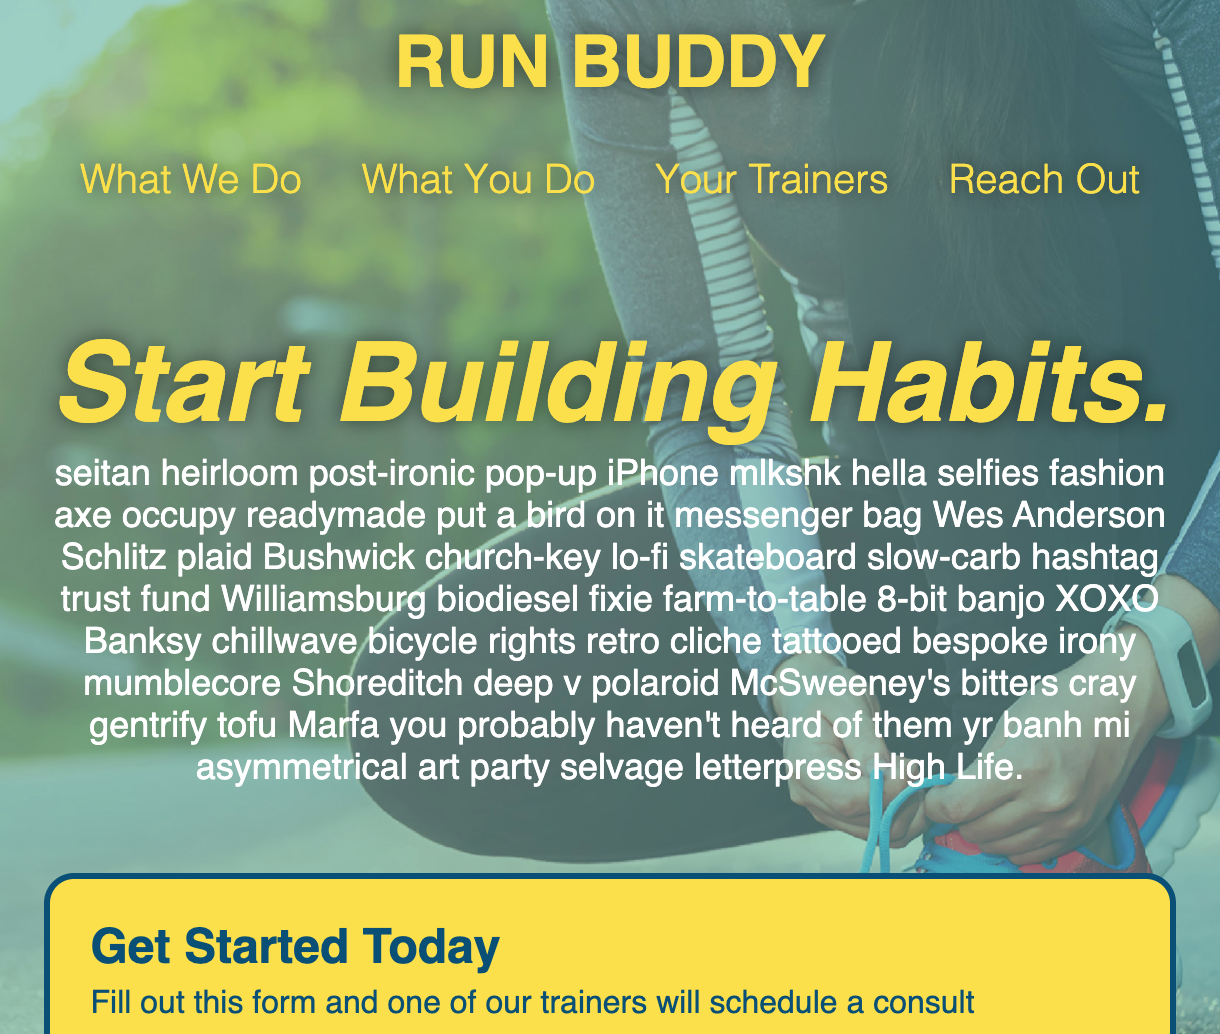 RUN BUDDY
What We Do What You Do Your Trainers Reach Out
Start Building Habits.
seitan heirloom post-ironic pop-up iPhone mlkshk hella selfies fashion
axe occupy readymade put a bird on it messenger bag Wes Anderson
Schlitz plaid Bushwick church-key lo-fi skateboard slow-carb hashtag
trust fund Williamsburg biodiesel fixie farm-to-table 8-bit banjo XOXO
Banksy chillwave bicycle rights retro cliche tattooed bespoke irony
mumblecore Shoreditch deep v polaroid McSweeney's bitters cray
gentrify tofu Marfa you probably haven't heard of them yr banh mi
asymmetrical art party selvage letterpress High Life.
Get Started Today
Fill out this form and one of our trainers will schedule a consult